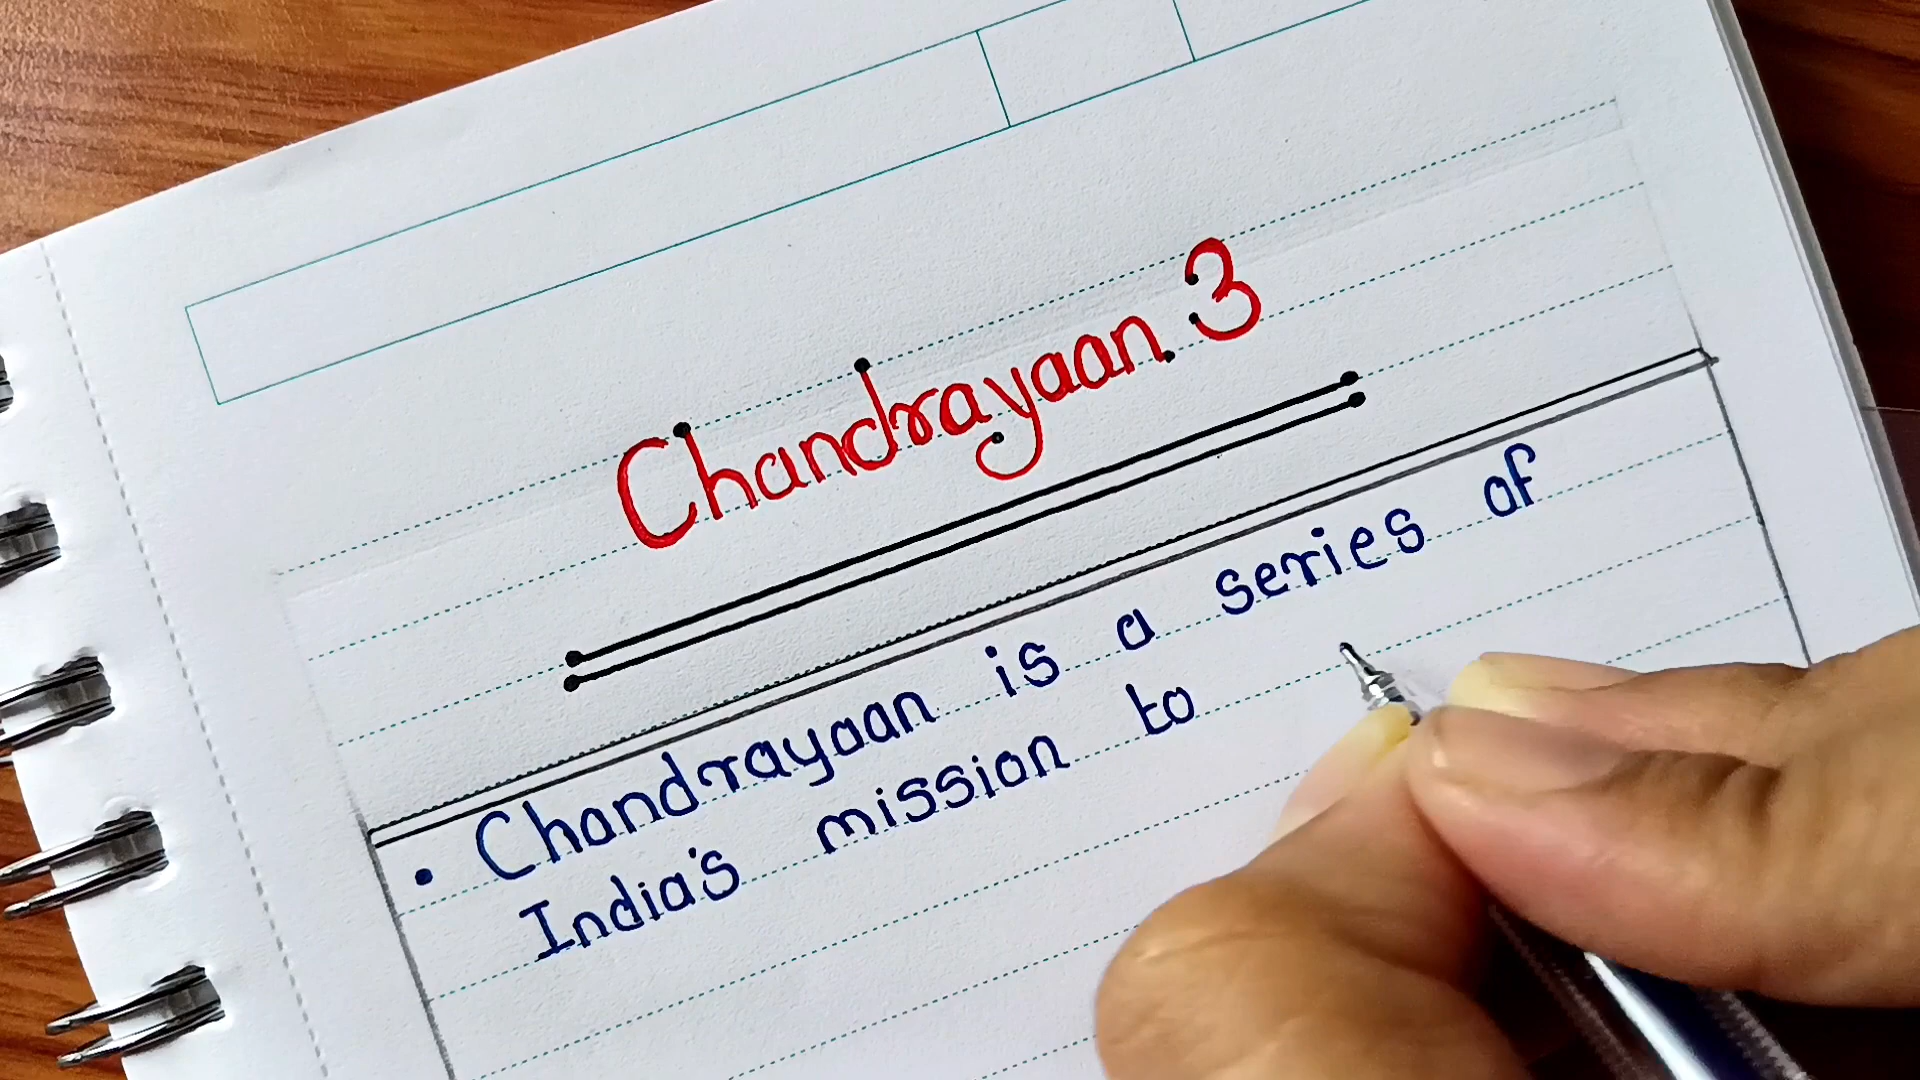 Chandrayaan 3
• Chandrayaan is a series of
India's mission to